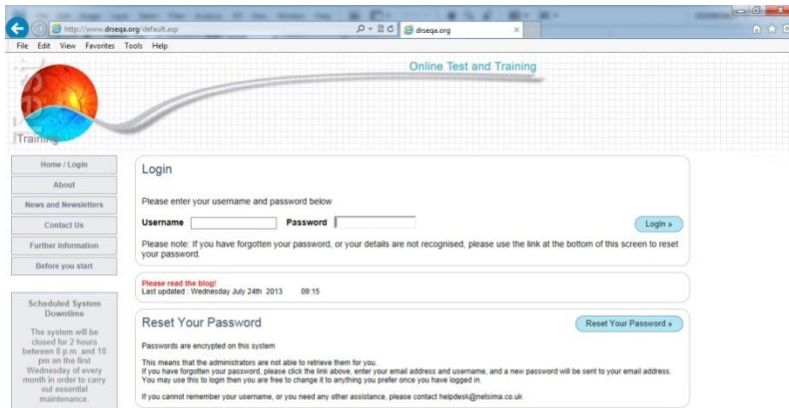 http://www.drseqa.org/default.asp
drseqa.org
File Edit View Favorites Tools Help
Online Test and Training
Training
Home / Login
About
News and Newsletters
Contact Us
Further Information
Before you start
Scheduled System
Downtime
The system will be
closed for 2 hours
between 8 p.m. and 10
pm on the first
Wednesday of every
month in order to carry
out essential
maintenance.
Login
Please enter your username and password below
Username Password Login »
Please note: If you have forgotten your password, or your details are not recognised, please use the link at the bottom of this screen to reset
your password.
Please read the blog!
Last updated : Wednesday July 24th 2013 09:15
Reset Your Password Reset Your Password »
Passwords are encrypted on this system
This means that the administrators are not able to retrieve them for you.
If you have forgotten your password, please click the link above, enter your email address and username, and a new password will be sent to your email address.
You may use this to login then you are free to change it to anything you prefer once you have logged in.
If you cannot remember your username, or you need any other assistance, please contact helpdesk@netsima.co.uk